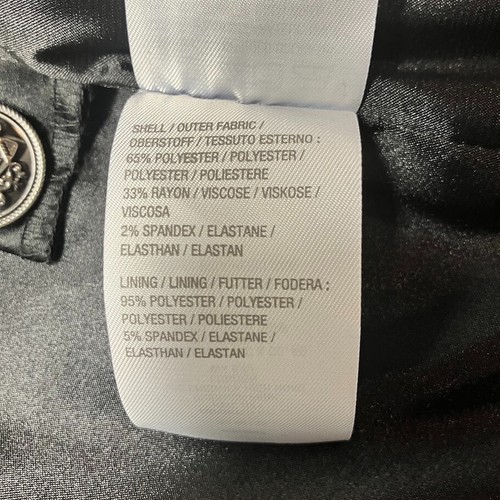 SHELL / OUTER FABRIC /
OBERSTOFF / TESSUTO ESTERNO :
65% POLYESTER / POLYESTER /
POLYESTER / POLIESTERE
33% RAYON / VISCOSE / VISKOSE /
VISCOSA
2% SPANDEX / ELASTANE /
ELASTHAN / ELASTAN
LINING / LINING / FUTTER / FODERA :
95% POLYESTER / POLYESTER /
POLYESTER / POLIESTERE
5% SPANDEX / ELASTANE /
ELASTHAN / ELASTAN